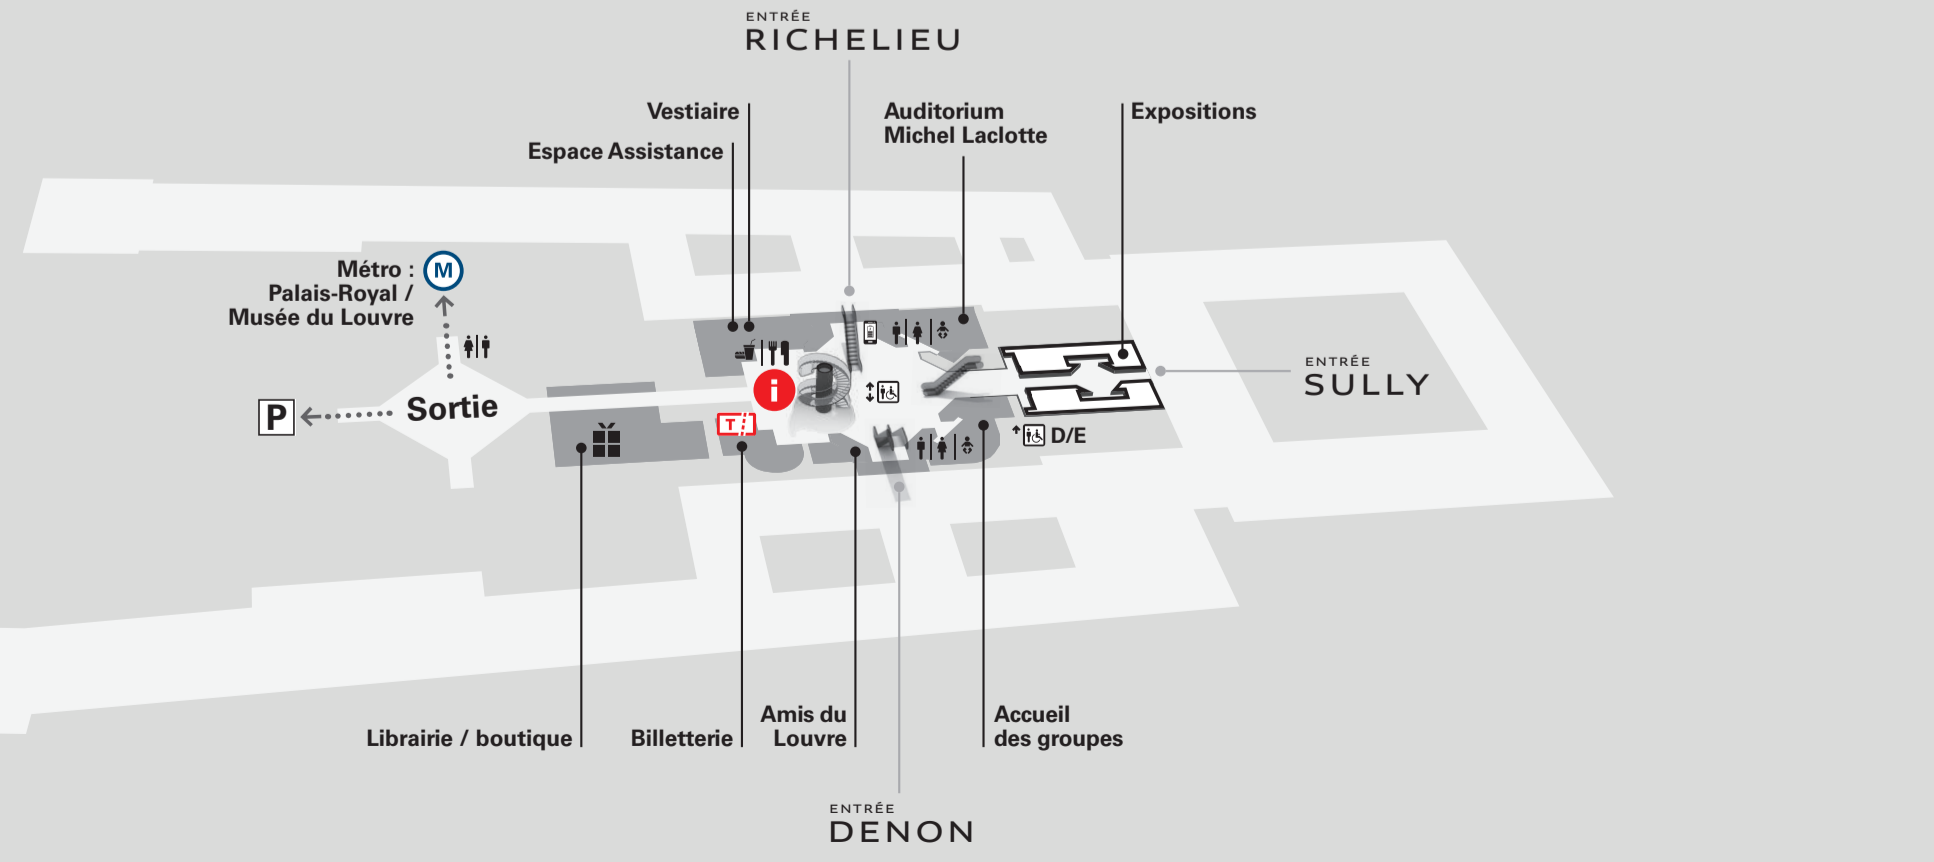 ENTRÉE
RICHELIEU
Vestiaire
Espace Assistance
Auditorium
Michel Laclotte
Expositions
Métro :
Palais-Royal /
Musée du Louvre
M
P
Sortie
i
T
D/E
ENTRÉE
SULLY
Librairie / boutique
Billetterie
Amis du
Louvre
Accueil
des groupes
ENTRÉE
DENON